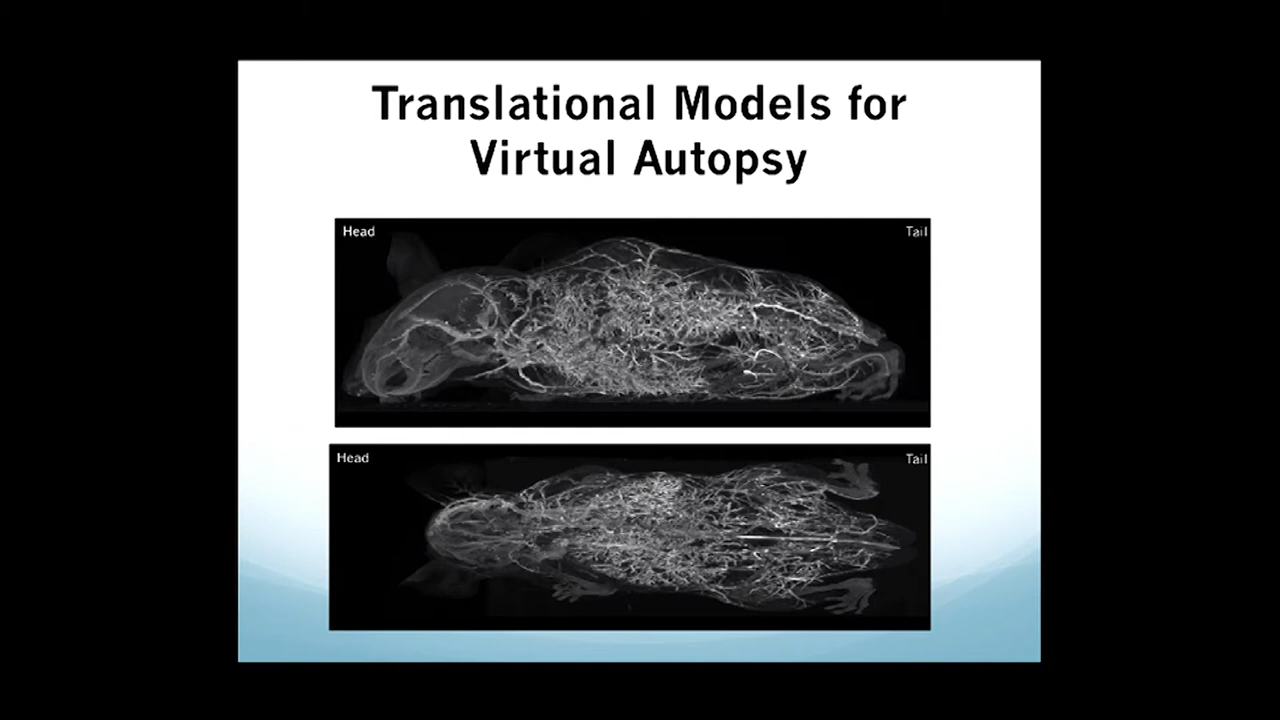 Translational Models for
Virtual Autopsy
Head
Tail
Head
Tail